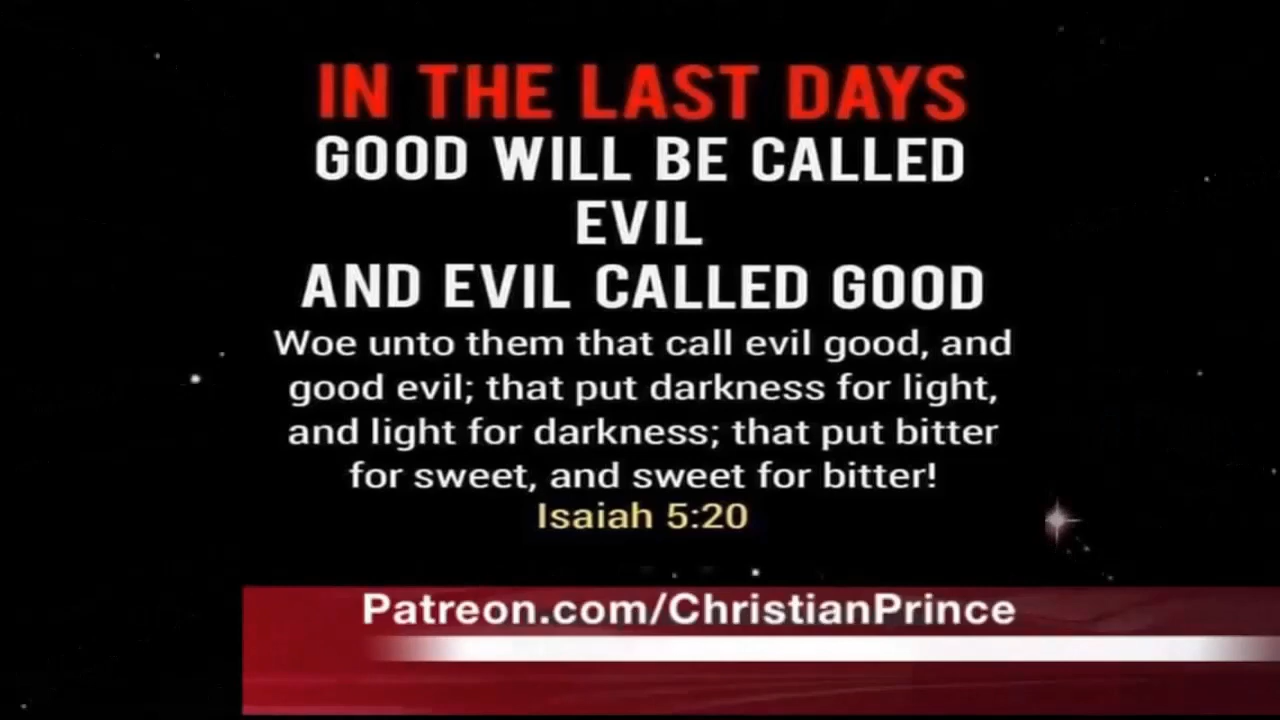 IN THE LAST DAYS
GOOD WILL BE CALLED
EVIL
AND EVIL CALLED GOOD
Woe unto them that call evil good, and
good evil; that put darkness for light,
and light for darkness; that put bitter
for sweet, and sweet for bitter!
Isaiah 5:20
Patreon.com/ChristianPrince